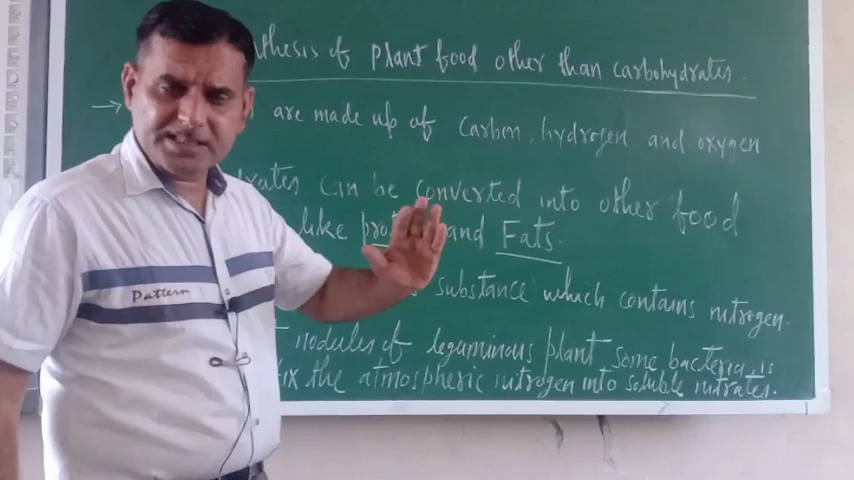 thesis of plant food other than carbohydrates.
→ are made up of carbon, hydrogen and oxygen
rates can be converted into other food
like and Fats.
substance which contains nitrogen.
nodules of leguminous plant some bacteria is
fix the atmospheric nitrogen into soluble nitrates.
Pattern